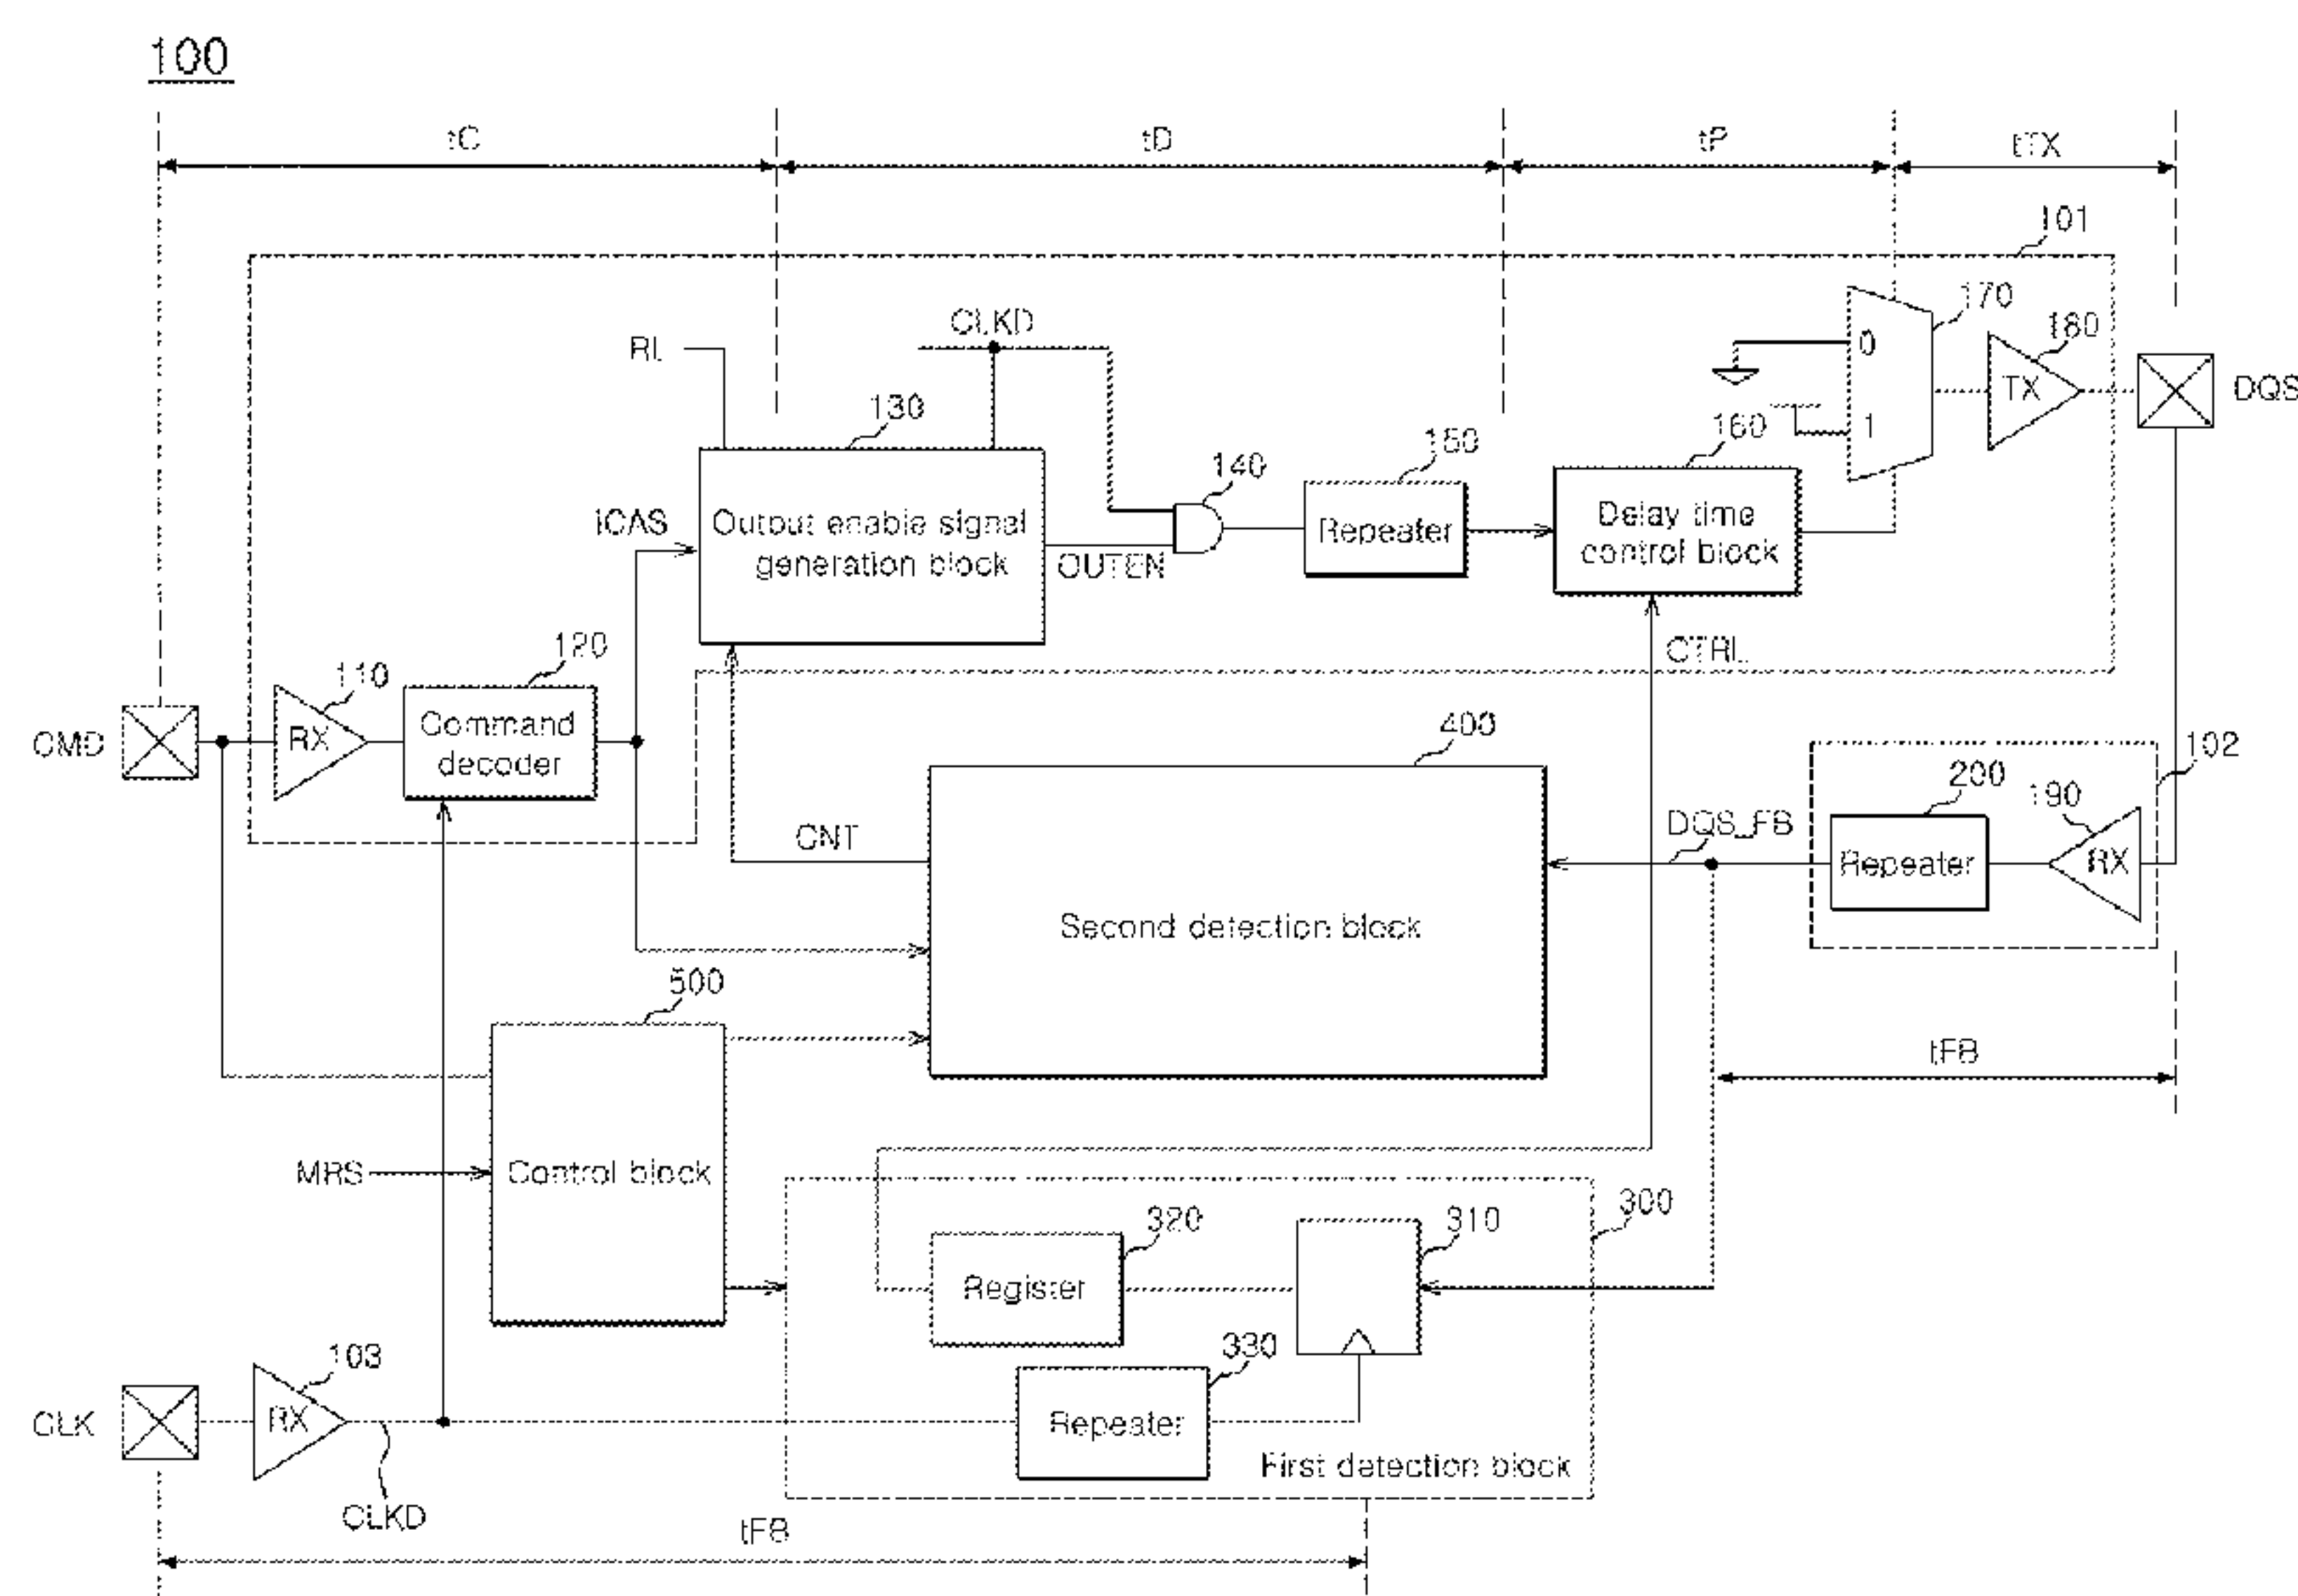 100
tC
tD
tP
tTX
101
RL
CLKD
170
180
0
1
TX
DQS
130
140
150
160
iCAS
Output enable signal
generation block
OUTEN
Repeater
Delay time
control block
CTRL
110
120
CMD
RX
Command
decoder
400
102
CNT
DQS_FB
200
190
Repeater
RX
Second detection block
500
tFB
MRS
Control block
300
320
310
Register
330
103
CLK
RX
Repeater
First detection block
CLKD
tFB